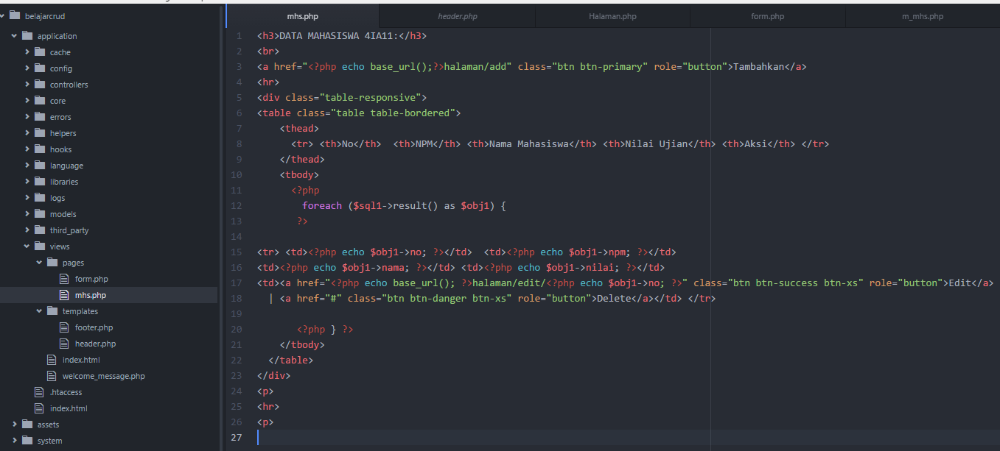 belajarcrud
application
cache
config
controllers
core
errors
helpers
hooks
language
libraries
logs
models
third_party
views
pages
form.php
mhs.php
templates
footer.php
header.php
index.html
welcome_message.php
.htaccess
index.html
assets
system
mhs.php header.php Halaman.php form.php m_mhs.php
1 <h3>DATA MAHASISWA 4IA11:</h3>
2 <br>
3 <a href="<?php echo base_url();?>halaman/add" class="btn btn-primary" role="button">Tambahkan</a>
4 <hr>
5 <div class="table-responsive">
6 <table class="table table-bordered">
7 <thead>
8 <tr> <th>No</th>  <th>NPM</th> <th>Nama Mahasiswa</th> <th>Nilai Ujian</th> <th>Aksi</th> </tr>
9 </thead>
10 <tbody>
11 <?php
12 foreach ($sql1->result() as $obj1) {
13 ?>
14
15 <tr> <td><?php echo $obj1->no; ?></td>  <td><?php echo $obj1->npm; ?></td>
16 <td><?php echo $obj1->nama; ?></td> <td><?php echo $obj1->nilai; ?></td>
17 <td><a href="<?php echo base_url(); ?>halaman/edit/<?php echo $obj1->no; ?>" class="btn btn-success btn-xs" role="button">Edit</a>
18 | <a href="#" class="btn btn-danger btn-xs" role="button">Delete</a></td> </tr>
19
20 <?php } ?>
21 </tbody>
22 </table>
23 </div>
24 <p>
25 <hr>
26 <p>
27